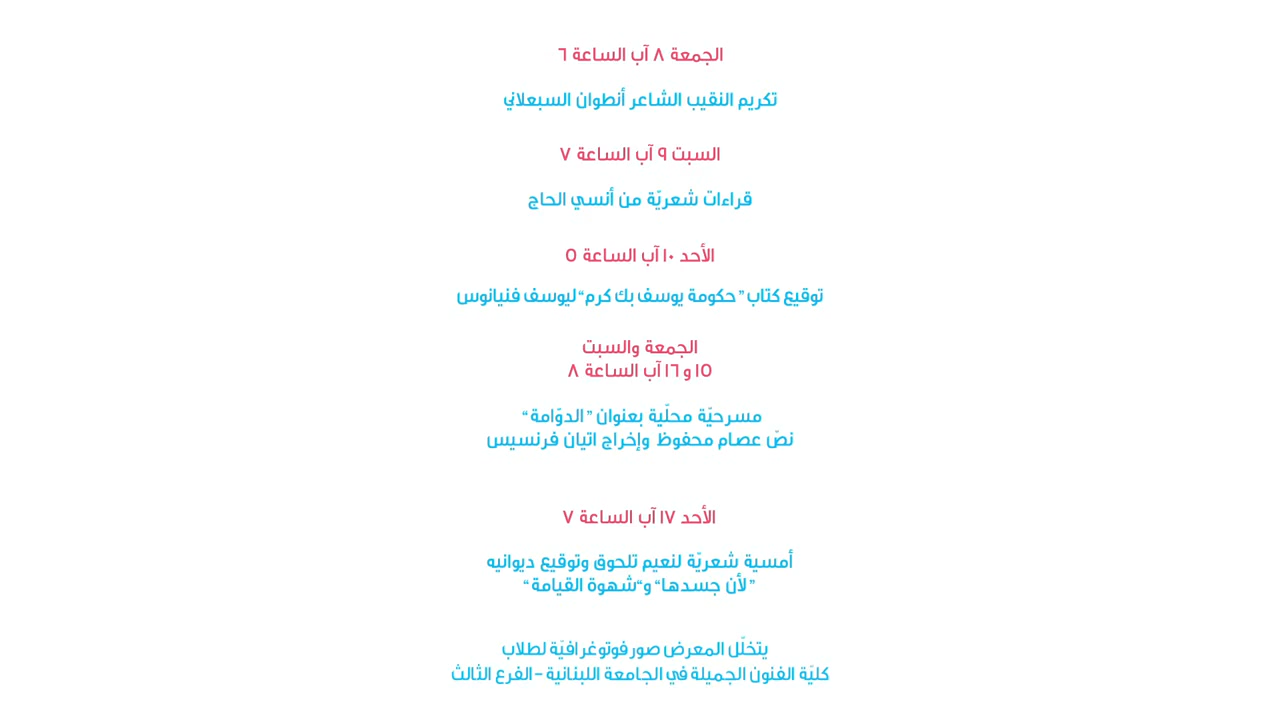 الجمعة ٨ آب الساعة ٦
تكريم النقيب الشاعر أنطوان السبعلاني
السبت ٩ آب الساعة ٧
قراءات شعريّة من أنسي الحاج
الأحد ١٠ آب الساعة ٥
توقيع كتاب ”حكومة يوسف بك كرم“ ليوسف فنيانوس
الجمعة والسبت
١٥ و ١٦ آب الساعة ٨
مسرحيّة محلّية بعنوان ”الدوّامة“
نصّ عصام محفوظ وإخراج اتيان فرنسيس
الأحد ١٧ آب الساعة ٧
أمسية شعريّة لنعيم تلحوق وتوقيع ديوانيه
”لأن جسدها“ و“شهوة القيامة“
يتخلّل المعرض صور فوتوغرافيّة لطلاب
كليّة الفنون الجميلة في الجامعة اللبنانية – الفرع الثالث